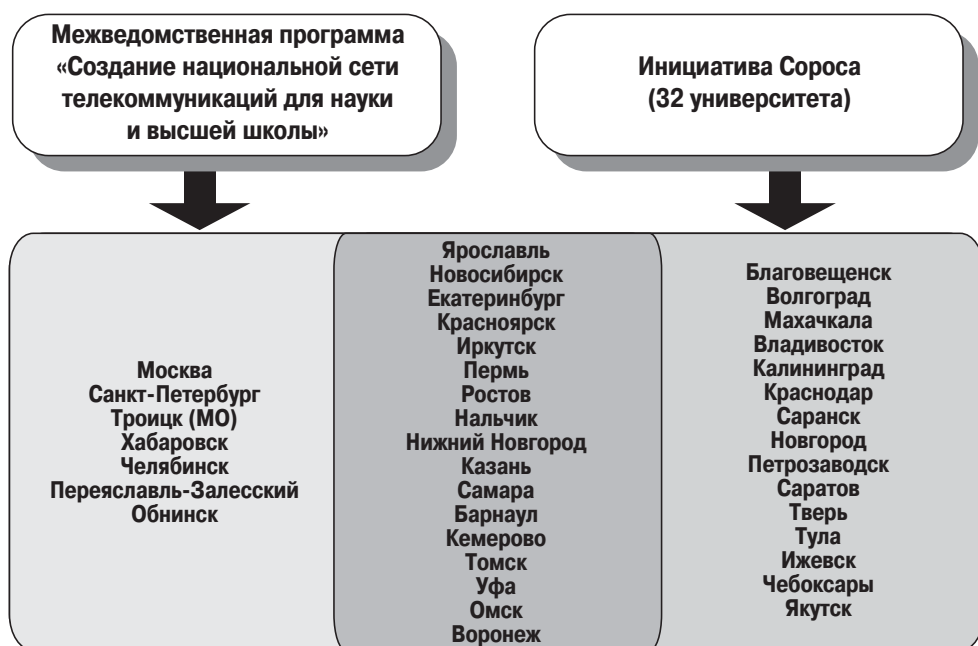 Межведомственная программа
«Создание национальной сети
телекоммуникаций для науки
и высшей школы»
Инициатива Сороса
(32 университета)
Москва
Санкт-Петербург
Троицк (МО)
Хабаровск
Челябинск
Переяславль-Залесский
Обнинск
Ярославль
Новосибирск
Екатеринбург
Красноярск
Иркутск
Пермь
Ростов
Нальчик
Нижний Новгород
Казань
Самара
Барнаул
Кемерово
Томск
Уфа
Омск
Воронеж
Благовещенск
Волгоград
Махачкала
Владивосток
Калининград
Краснодар
Саранск
Новгород
Петрозаводск
Саратов
Тверь
Тула
Ижевск
Чебоксары
Якутск